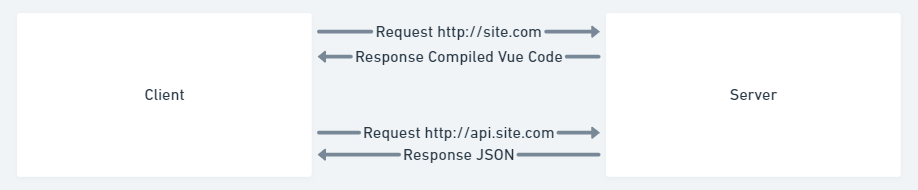 Request http://site.com
Response Compiled Vue Code
Client
Server
Request http://api.site.com
Response JSON